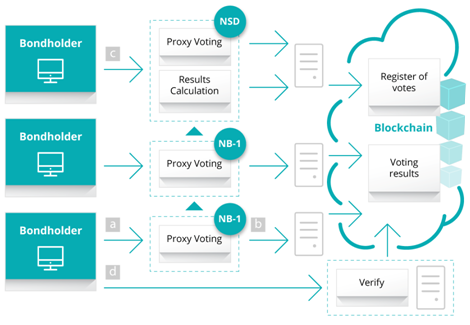 NSD
Bondholder
c
Proxy Voting
Results
Calculation
Register of
votes
Blockchain
Bondholder
NB-1
Proxy Voting
Voting
results
Bondholder
a
NB-1
Proxy Voting
b
d
Verify